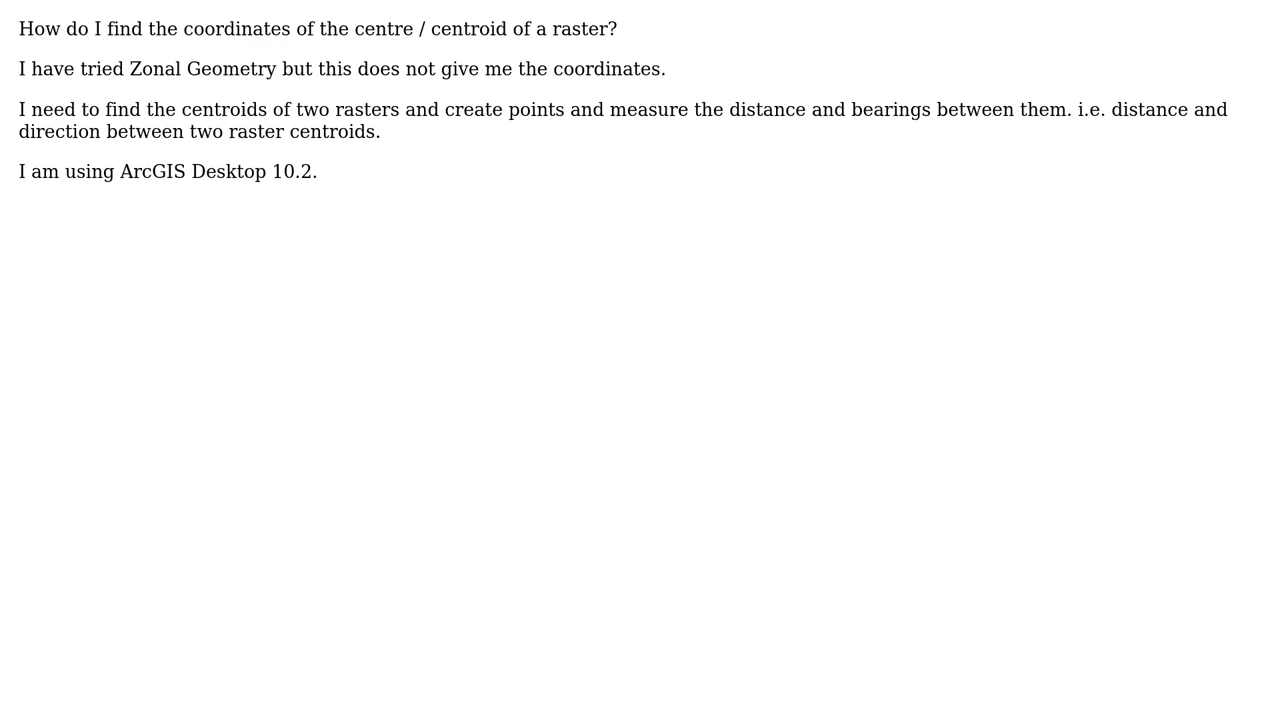 How do I find the coordinates of the centre / centroid of a raster?
I have tried Zonal Geometry but this does not give me the coordinates.
I need to find the centroids of two rasters and create points and measure the distance and bearings between them. i.e. distance and
direction between two raster centroids.
I am using ArcGIS Desktop 10.2.